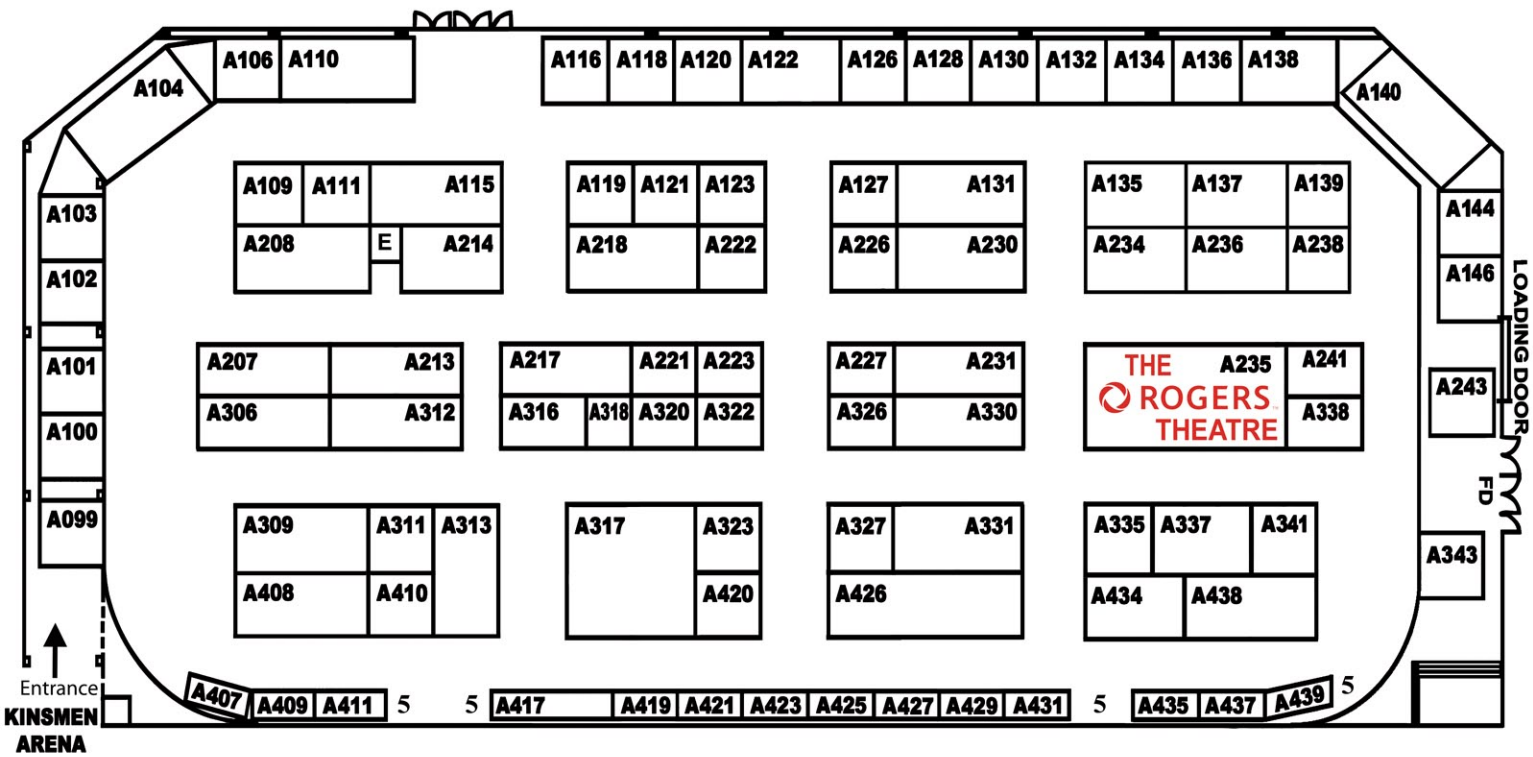 A106 A110 A116 A118 A120 A122 A126 A128 A130 A132 A134 A136 A138
A104 A140
A109 A111 A115 A119 A121 A123 A127 A131 A135 A137 A139
A103 A144
A208 E A214 A218 A222 A226 A230 A234 A236 A238
A102 A146
LOADING DOOR
A207 A213 A217 A221 A223 A227 A231 THE A235 A241
A101 A243
ROGERS
A306 A312 A316 A318 A320 A322 A326 A330 THEATRE A338
A100
FD
A099 A309 A311 A313 A317 A323 A327 A331 A335 A337 A341
A343
A408 A410 A420 A426 A434 A438
Entrance
KINSMEN
ARENA
A407 A409 A411 5 5 A417 A419 A421 A423 A425 A427 A429 A431 5 A435 A437 A439 5